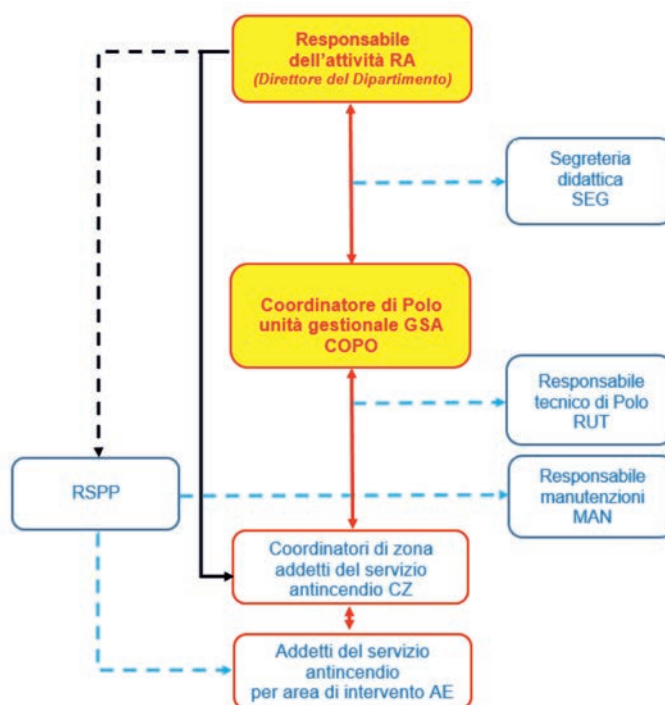 Responsabile
dell'attività RA
(Direttore del Dipartimento)
Segreteria
didattica
SEG
Coordinatore di Polo
unità gestionale GSA
COPO
Responsabile
tecnico di Polo
RUT
RSPP
Responsabile
manutenzioni
MAN
Coordinatori di zona
addetti del servizio
antincendio CZ
Addetti del servizio
antincendio
per area di intervento AE